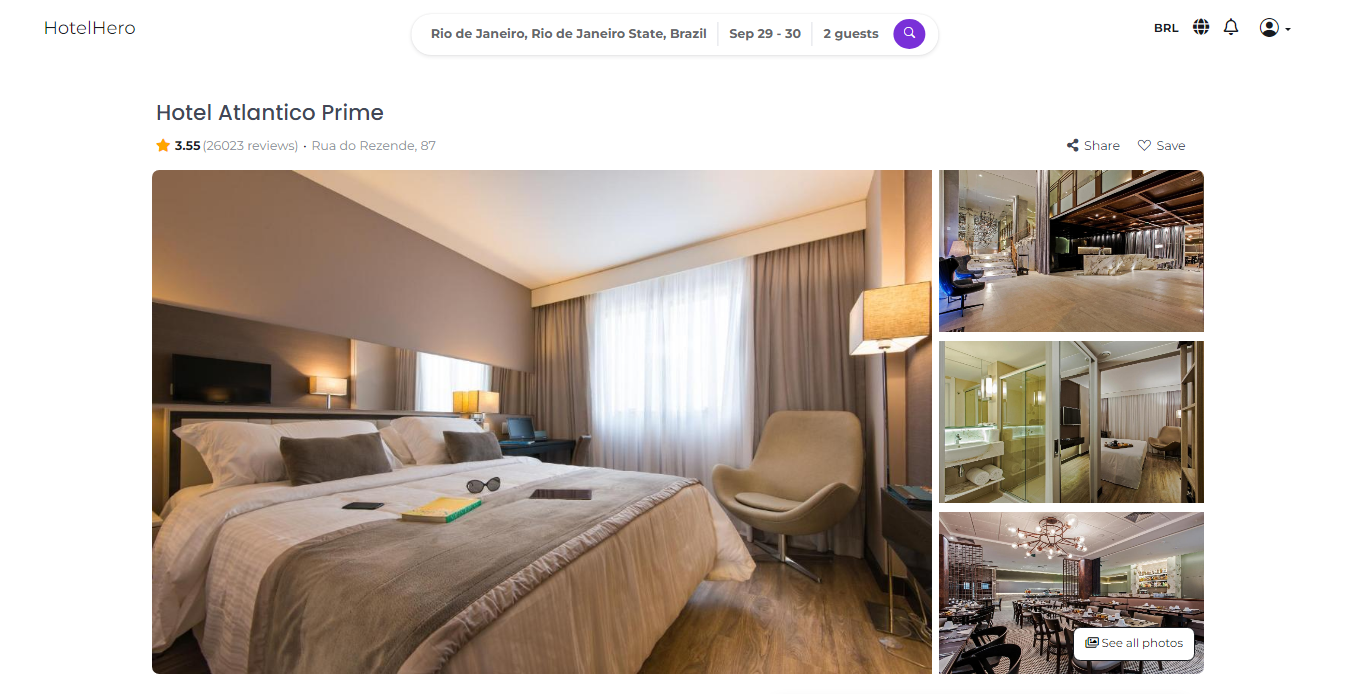 HotelHero
Rio de Janeiro, Rio de Janeiro State, Brazil
Sep 29 - 30
2 guests
BRL
Hotel Atlantico Prime
3.55 (26023 reviews) · Rua do Rezende, 87
Share
Save
See all photos